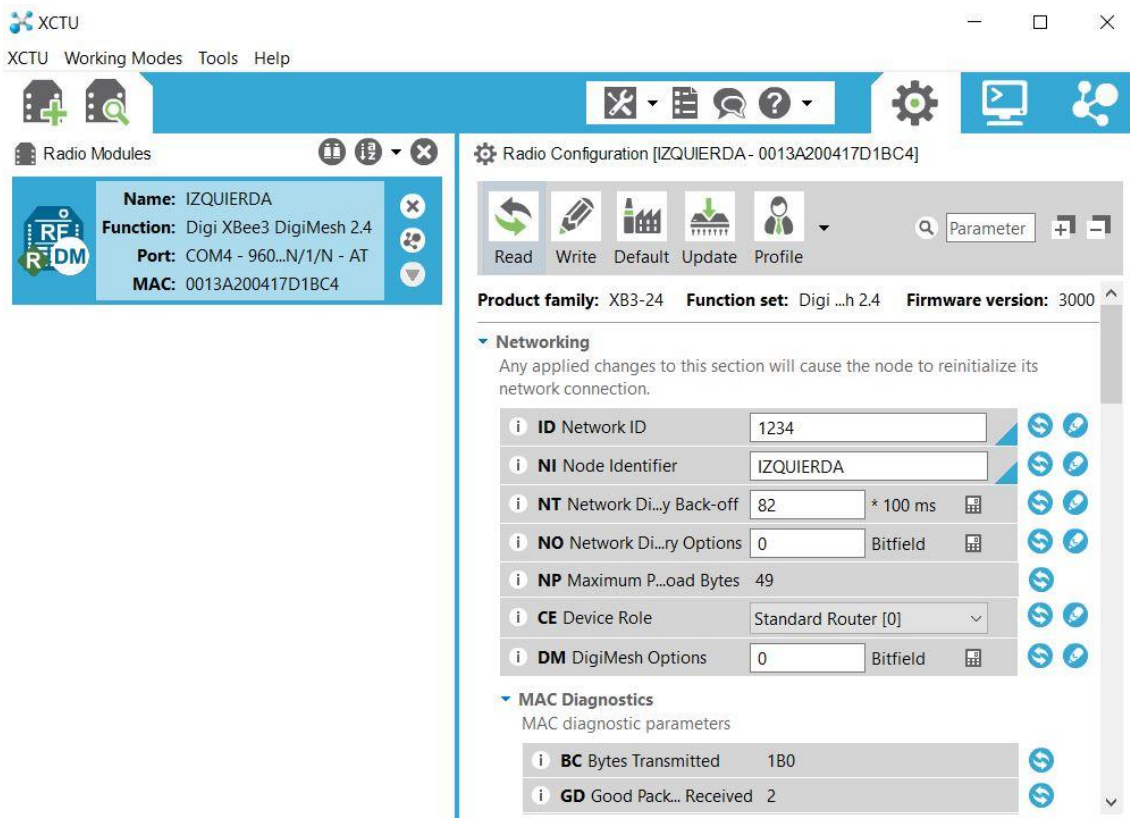 XCTU
XCTU Working Modes Tools Help
Radio Modules
Name: IZQUIERDA
Function: Digi XBee3 DigiMesh 2.4
Port: COM4 - 960...N/1/N - AT
MAC: 0013A200417D1BC4
RF
R DM
Radio Configuration [IZQUIERDA - 0013A200417D1BC4]
Read Write Default Update Profile
Parameter
Product family: XB3-24 Function set: Digi ...h 2.4 Firmware version: 3000
Networking
Any applied changes to this section will cause the node to reinitialize its
network connection.
i ID Network ID 1234
i NI Node Identifier IZQUIERDA
i NT Network Di...y Back-off 82 * 100 ms
i NO Network Di...ry Options 0 Bitfield
i NP Maximum P...oad Bytes 49
i CE Device Role Standard Router [0]
i DM DigiMesh Options 0 Bitfield
MAC Diagnostics
MAC diagnostic parameters
i BC Bytes Transmitted 1B0
i GD Good Pack... Received 2